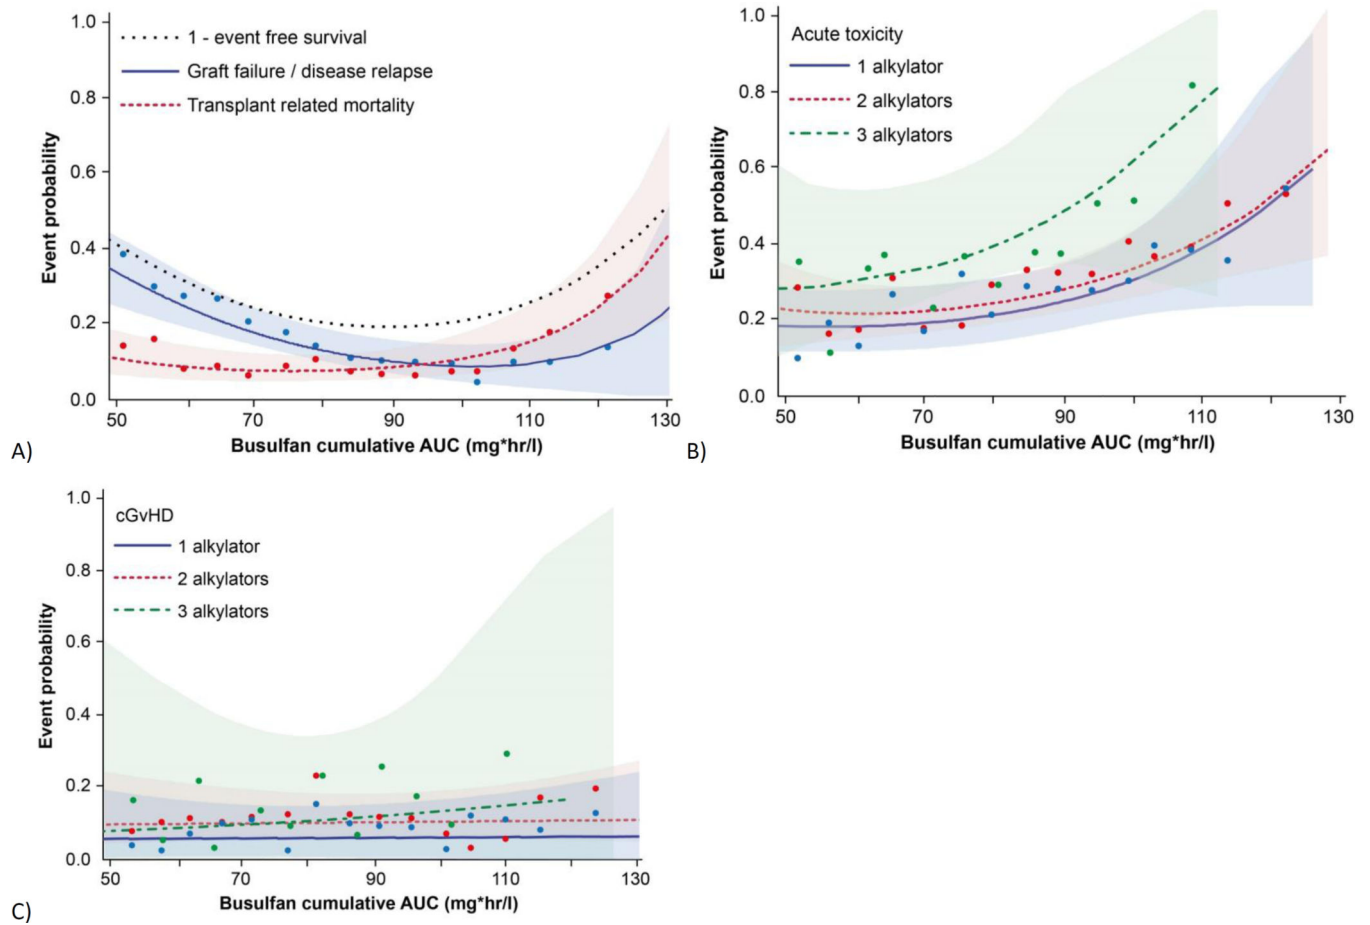 1.0
0.8
0.6
0.4
0.2
0.0
Event probability
1 - event free survival
Graft failure / disease relapse
Transplant related mortality
50
70
90
110
130
Busulfan cumulative AUC (mg*hr/l)
A)
1.0
0.8
0.6
0.4
0.2
0.0
Event probability
Acute toxicity
1 alkylator
2 alkylators
3 alkylators
50
70
90
110
130
Busulfan cumulative AUC (mg*hr/l)
B)
1.0
0.8
0.6
0.4
0.2
0.0
Event probability
cGvHD
1 alkylator
2 alkylators
3 alkylators
50
70
90
110
130
Busulfan cumulative AUC (mg*hr/l)
C)